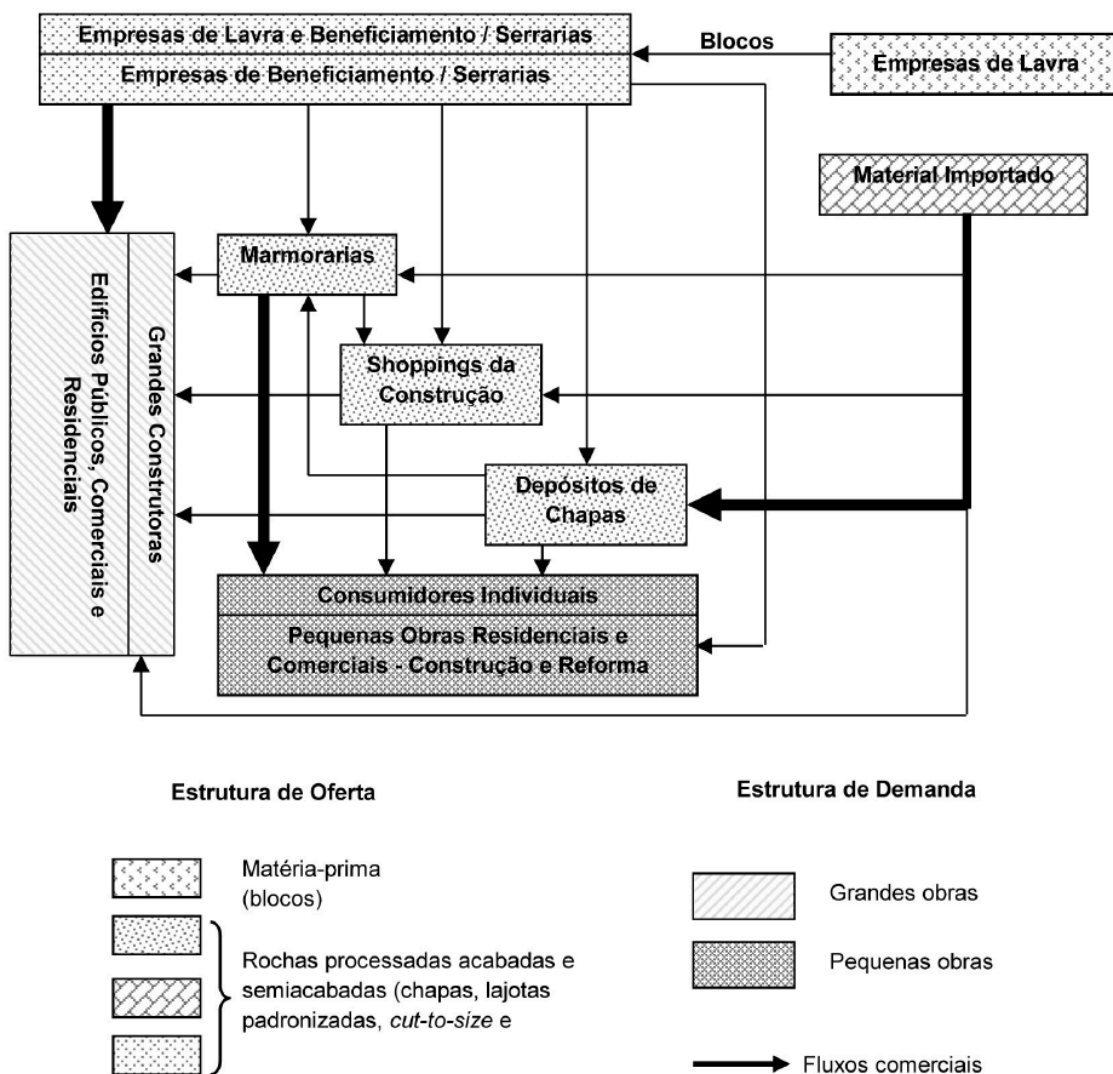 Empresas de Lavra e Beneficiamento / Serrarias
Empresas de Beneficiamento / Serrarias
Blocos
Empresas de Lavra
Material Importado
Marmorarias
Edifícios Públicos, Comerciais e
Residenciais
Grandes Construtoras
Shoppings da
Construção
Depósitos de
Chapas
Consumidores Individuais
Pequenas Obras Residenciais e
Comerciais - Construção e Reforma
Estrutura de Oferta
Estrutura de Demanda
Matéria-prima
(blocos)
Rochas processadas acabadas e
semiacabadas (chapas, lajotas
padronizadas, cut-to-size e
Grandes obras
Pequenas obras
Fluxos comerciais